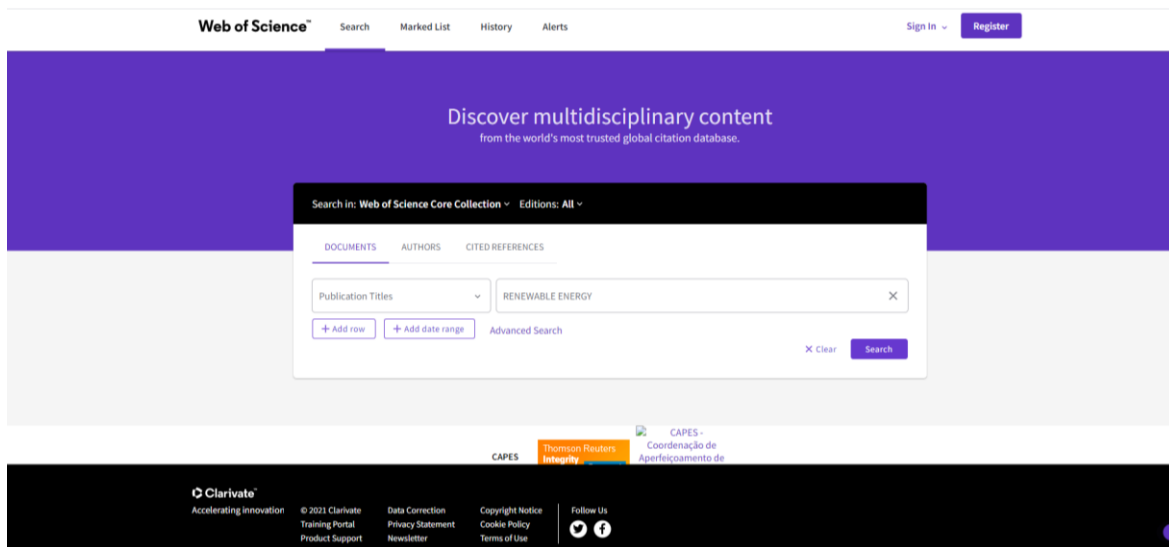 Web of Science™ Search Marked List History Alerts Sign In Register
Discover multidisciplinary content
from the world's most trusted global citation database.
Search in: Web of Science Core Collection Editions: All
DOCUMENTS AUTHORS CITED REFERENCES
Publication Titles RENEWABLE ENERGY
+ Add row + Add date range Advanced Search
× Clear Search
CAPES
Thomson Reuters
Integrity
CAPES -
Coordenação de
Aperfeiçoamento de
Clarivate™
Accelerating innovation
© 2021 Clarivate
Training Portal
Product Support
Data Correction
Privacy Statement
Newsletter
Copyright Notice
Cookie Policy
Terms of Use
Follow Us